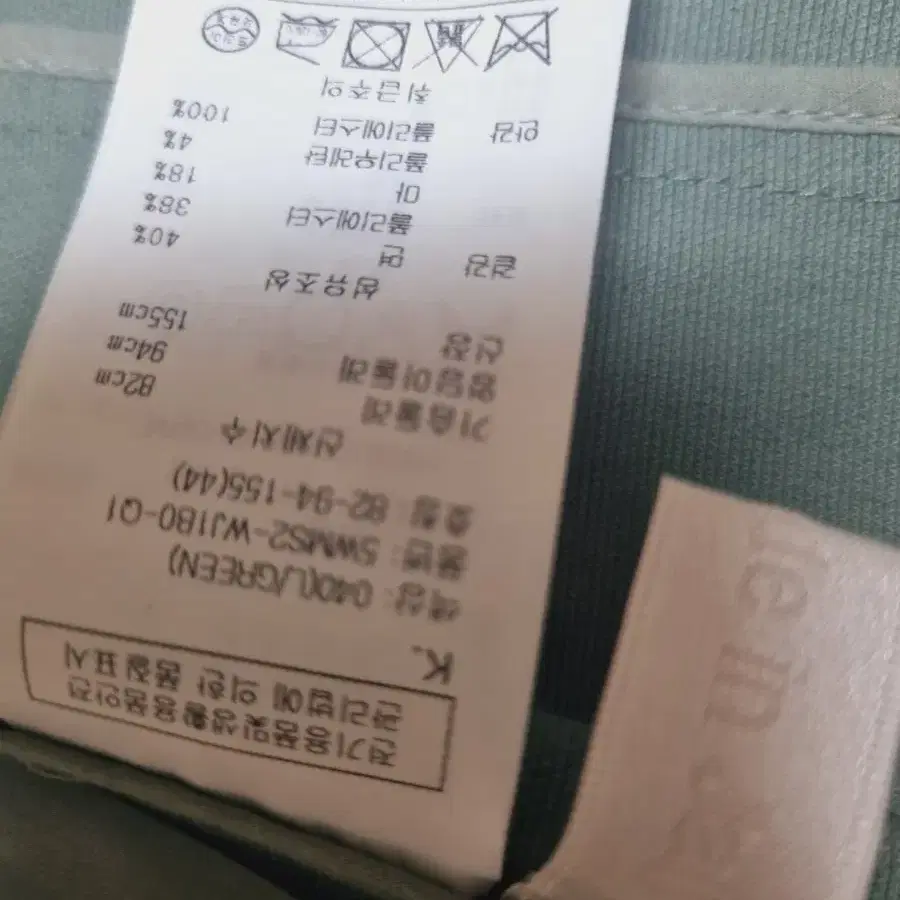 전기용품및생활용품안전
관리법에 의한 품질표시
K.
색상: 040(L/GREEN)
품번: SWMS2-WJ1B0-Q1
호칭: 82-94-155(44)
신체치수
가슴둘레 82cm
엉덩이둘레 94cm
신장 155cm
섬유조성
겉감 면 40%
폴리에스터 38%
마 18%
폴리우레탄 4%
안감 폴리에스터 100%
취급주의